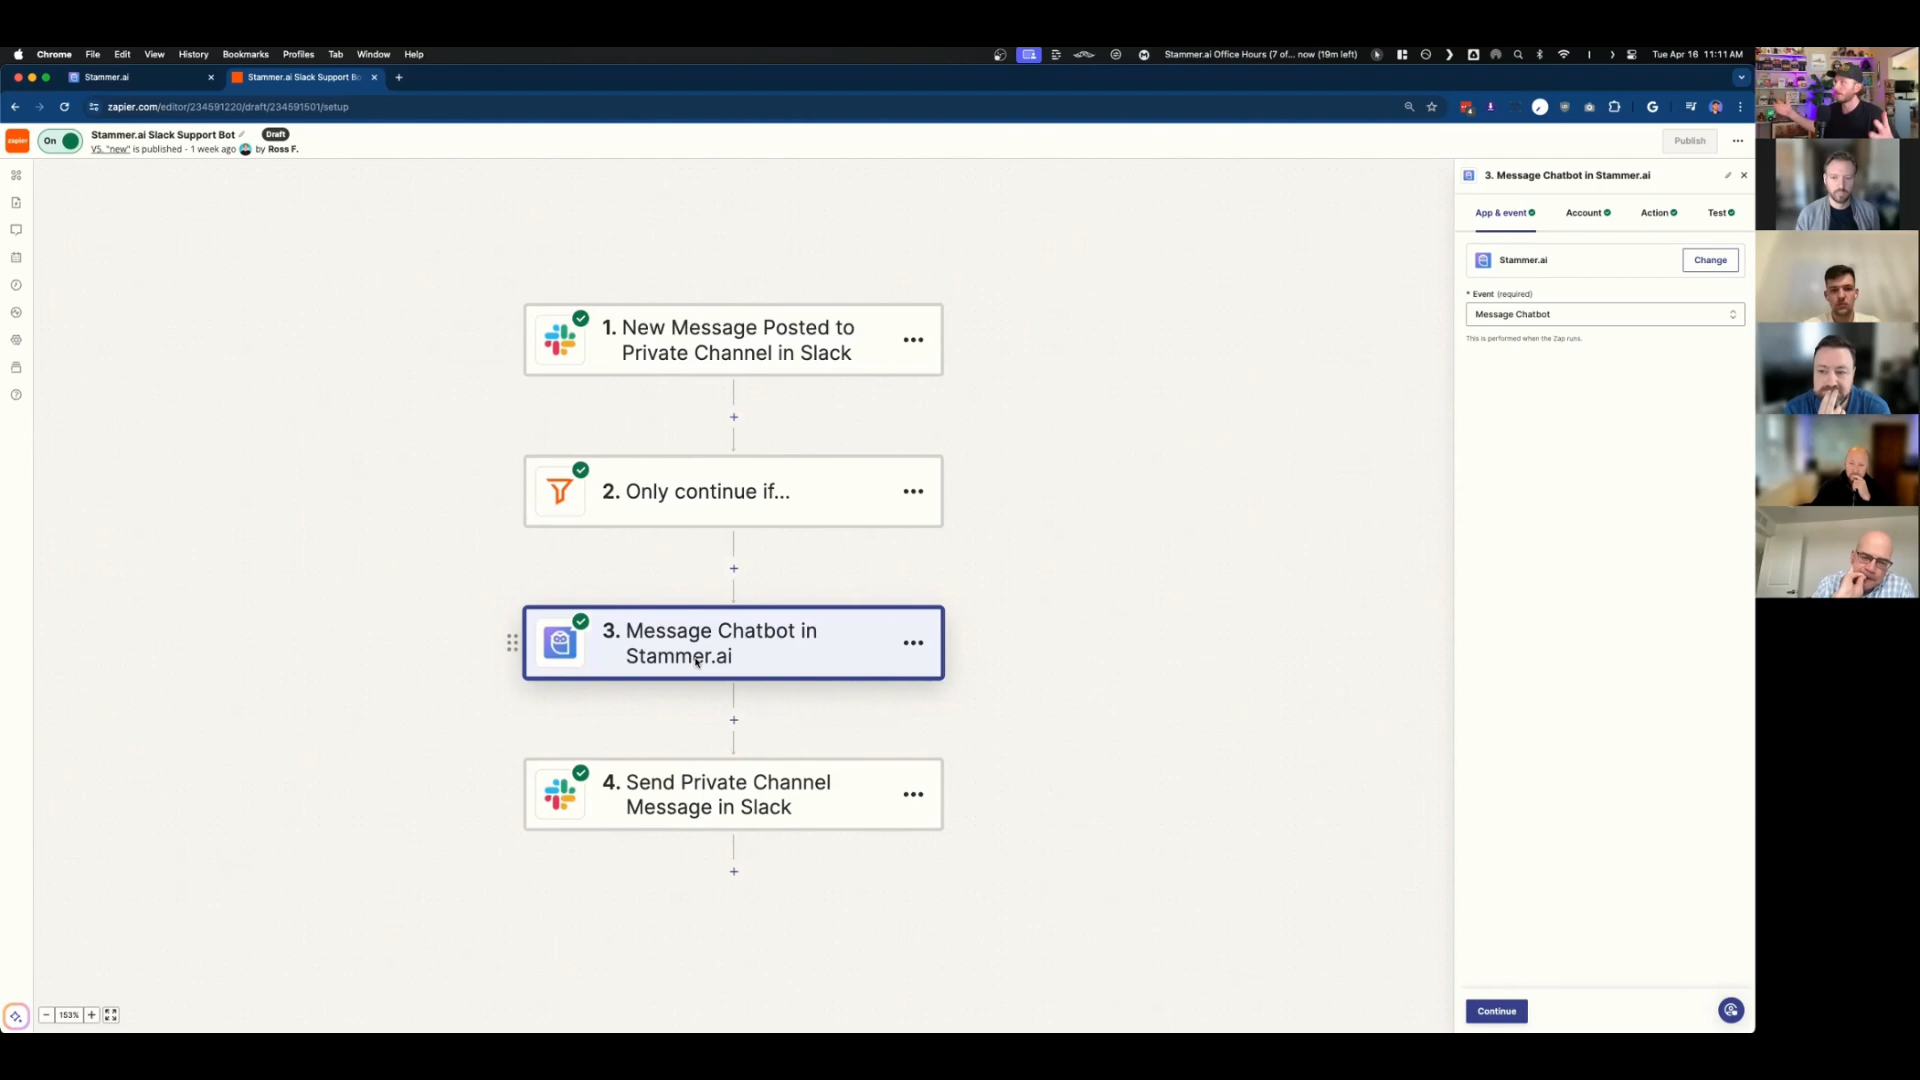 Chrome File Edit View History Bookmarks Profiles Tab Window Help
Stammer.ai Office Hours (7 of... now (19m left)
Tue Apr 16 11:11 AM
Stammer.ai
Stammer.ai Slack Support Bo
zapier.com/editor/234591220/draft/234591501/setup
zapier
On
Stammer.ai Slack Support Bot
Draft
V5. "new" is published - 1 week ago by Ross F.
Publish
1. New Message Posted to
Private Channel in Slack
2. Only continue if...
3. Message Chatbot in
Stammer.ai
4. Send Private Channel
Message in Slack
153%
3. Message Chatbot in Stammer.ai
App & event
Account
Action
Test
Stammer.ai
Change
* Event (required)
Message Chatbot
This is performed when the Zap runs.
Continue